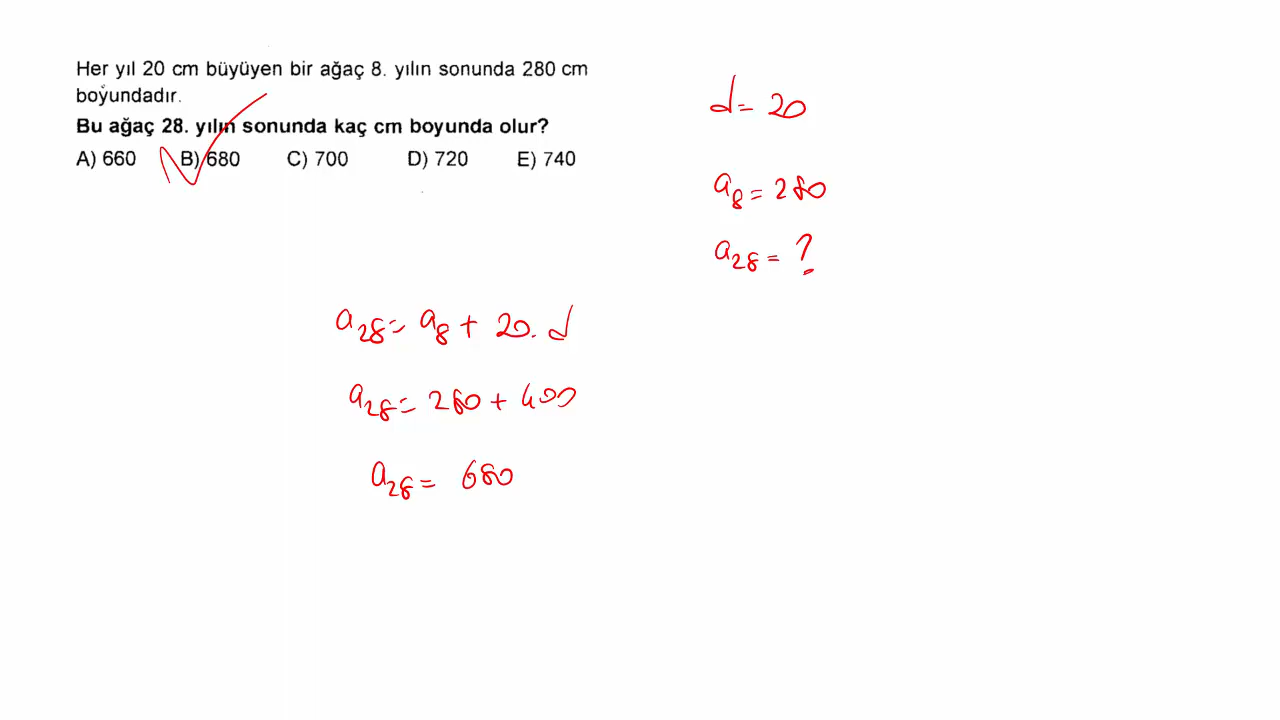 Her yıl 20 cm büyüyen bir ağaç 8. yılın sonunda 280 cm
boyundadır.
Bu ağaç 28. yılın sonunda kaç cm boyunda olur?
A) 660 B) 680 C) 700 D) 720 E) 740
d = 20
a₈ = 280
a₂₈ = ?
a₂₈ = a₈ + 20. d
a₂₈ = 280 + 400
a₂₈ = 680